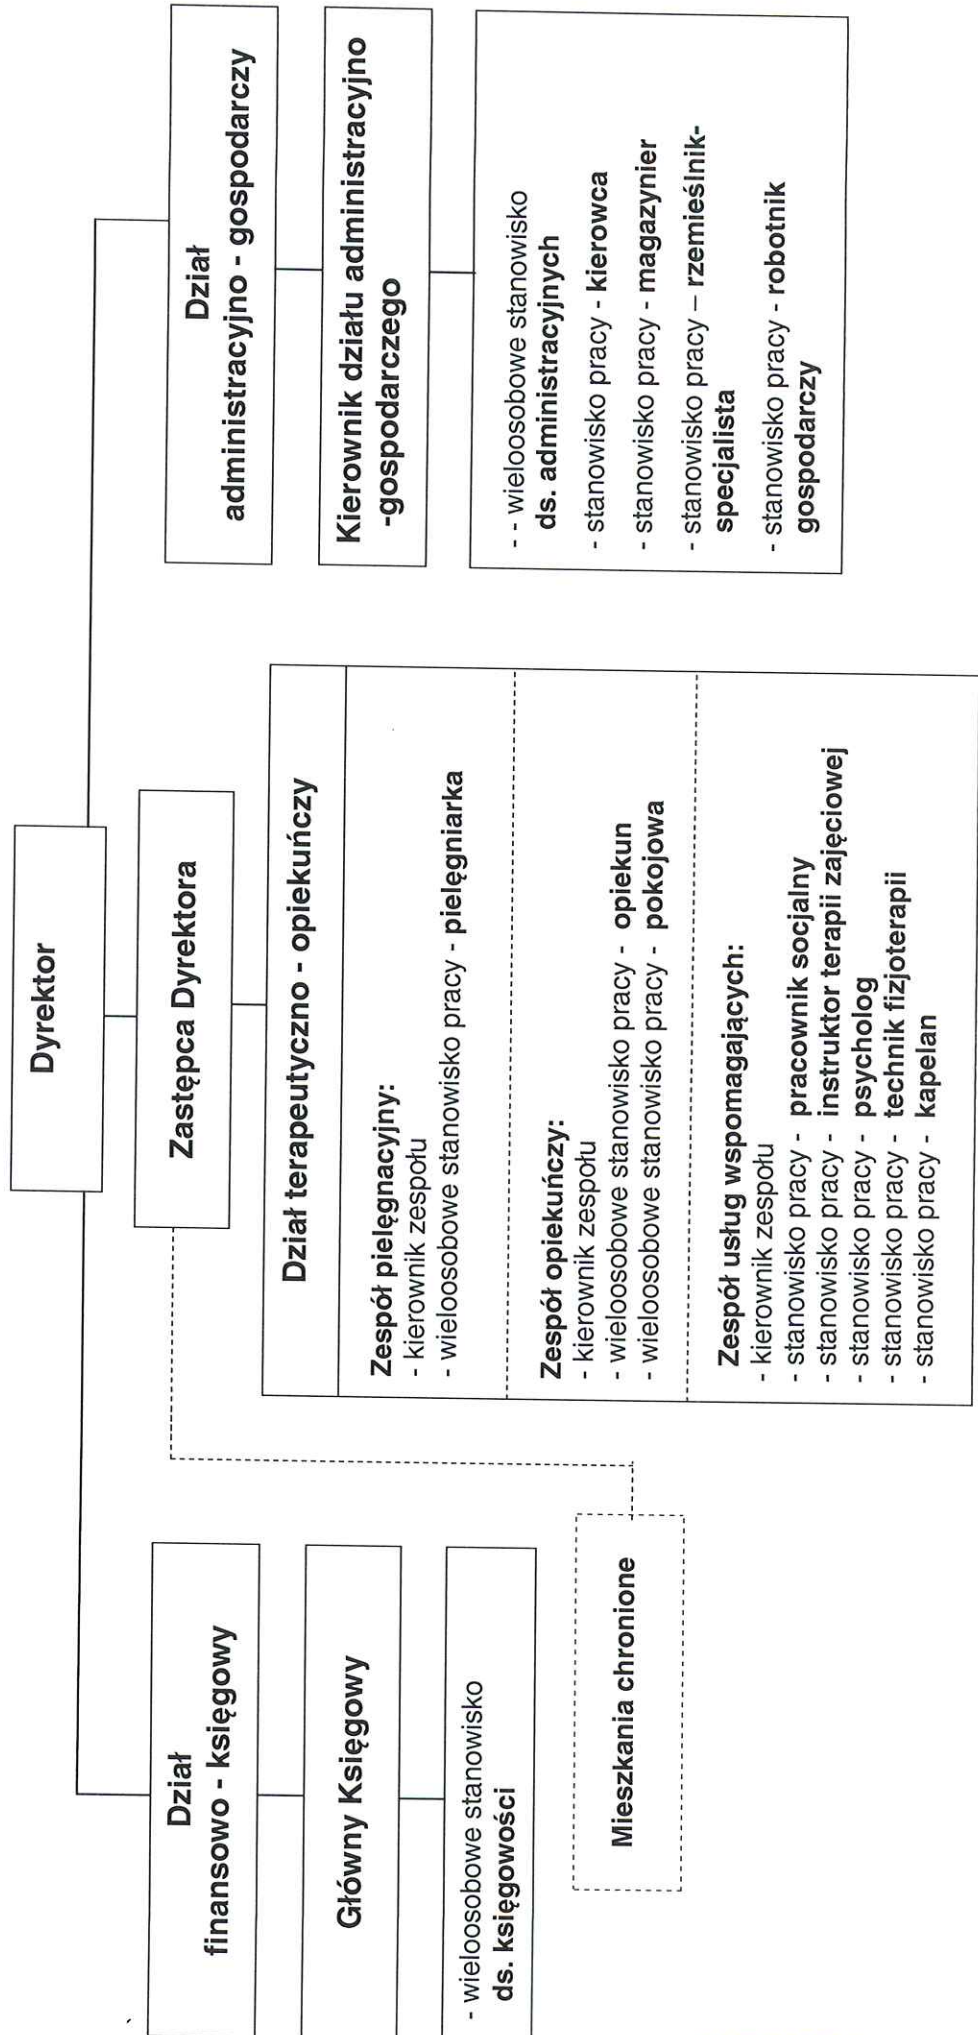 Dyrektor
Zastępca Dyrektora
Dział
finansowo - księgowy
Główny Księgowy
- wieloosobowe stanowisko
ds. księgowości
Mieszkania chronione
Dział terapeutyczno - opiekuńczy
Zespół pielęgnacyjny:
- kierownik zespołu
- wieloosobowe stanowisko pracy - pielęgniarka
Zespół opiekuńczy:
- kierownik zespołu
- wieloosobowe stanowisko pracy - opiekun
- wieloosobowe stanowisko pracy - pokojowa
Zespół usług wspomagających:
- kierownik zespołu
- stanowisko pracy - pracownik socjalny
- stanowisko pracy - instruktor terapii zajęciowej
- stanowisko pracy - psycholog
- stanowisko pracy - technik fizjoterapii
- stanowisko pracy - kapelan
Dział
administracyjno - gospodarczy
Kierownik działu administracyjno
-gospodarczego
- - wieloosobowe stanowisko
ds. administracyjnych
- stanowisko pracy - kierowca
- stanowisko pracy - magazynier
- stanowisko pracy – rzemieślnik-
specjalista
- stanowisko pracy - robotnik
gospodarczy